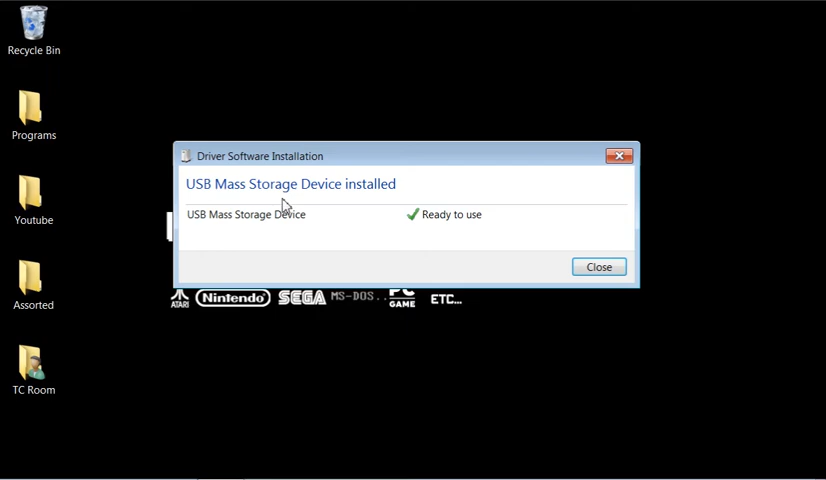 Recycle Bin
Programs
Youtube
Assorted
TC Room
Driver Software Installation
USB Mass Storage Device installed
USB Mass Storage Device
Ready to use
Close
ATARI
Nintendo
SEGA
MS-DOS..
PC
GAME
ETC...